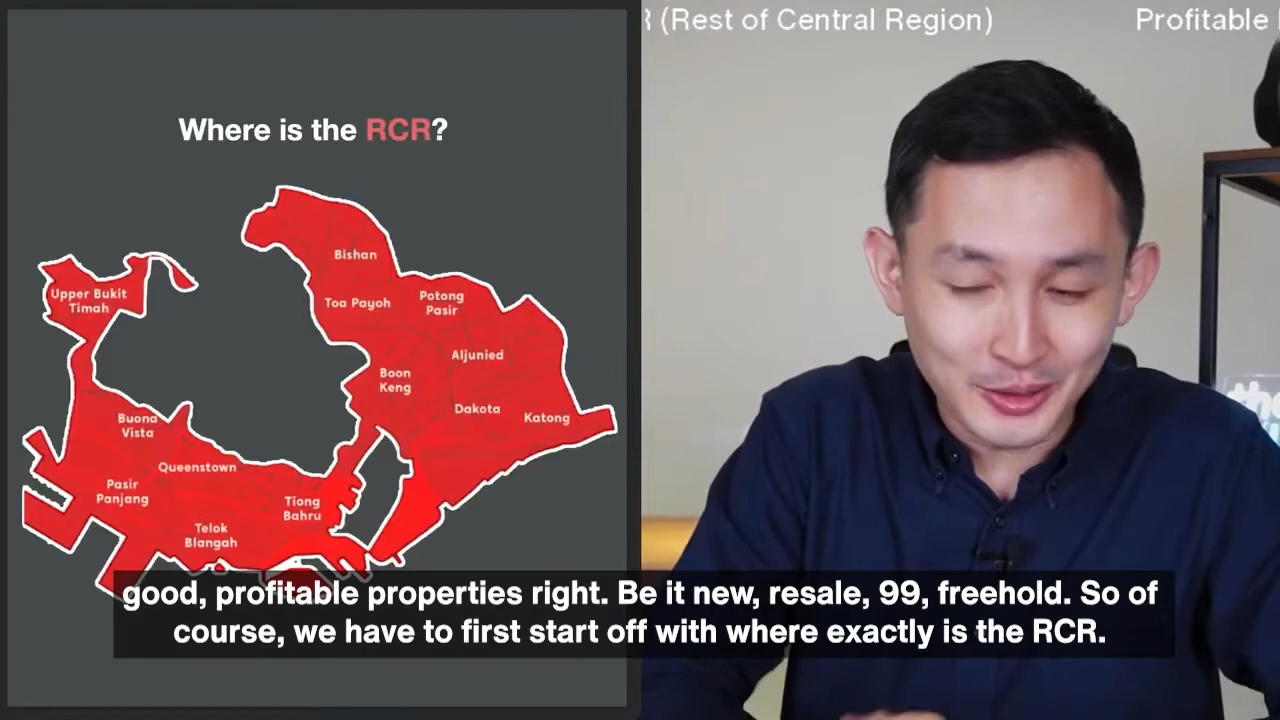 (Rest of Central Region)
Profitable
Where is the RCR?
Bishan
Upper Bukit
Timah
Toa Payoh
Potong
Pasir
Aljunied
Boon
Keng
Dakota
Katong
Buona
Vista
Queenstown
Pasir
Panjang
Tiong
Bahru
Telok
Blangah
good, profitable properties right. Be it new, resale, 99, freehold. So of
course, we have to first start off with where exactly is the RCR.